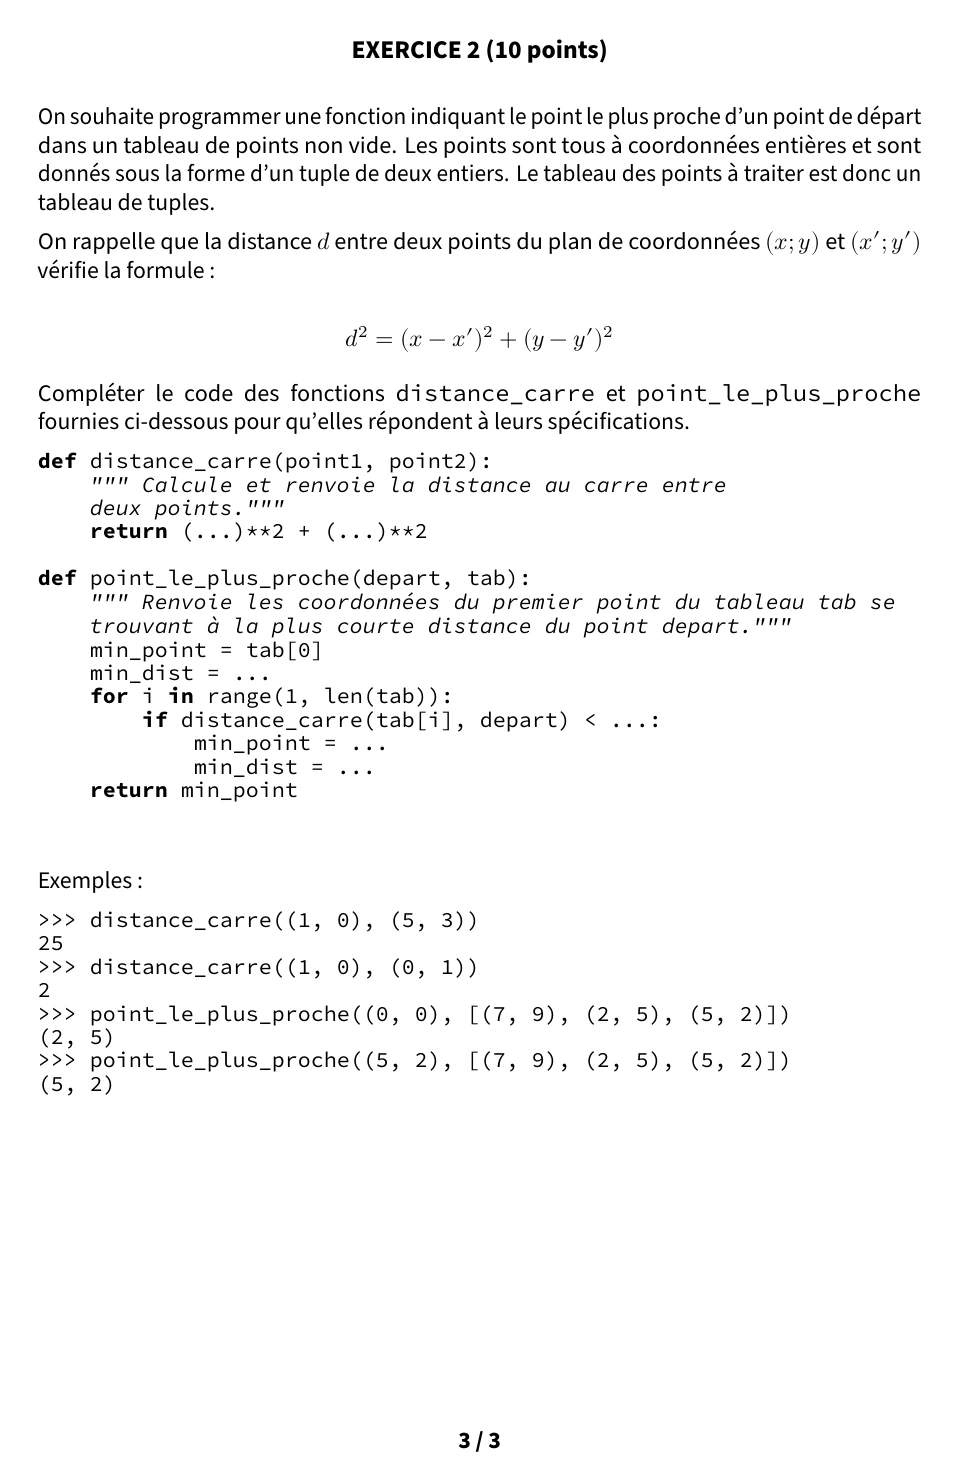 EXERCICE 2 (10 points)
On souhaite programmer une fonction indiquant le point le plus proche d’un point de départ
dans un tableau de points non vide. Les points sont tous à coordonnées entières et sont
donnés sous la forme d’un tuple de deux entiers. Le tableau des points à traiter est donc un
tableau de tuples.
On rappelle que la distance d entre deux points du plan de coordonnées (x; y) et (x′; y′)
vérifie la formule :
d² = (x − x′)² + (y − y′)²
Compléter le code des fonctions distance_carre et point_le_plus_proche
fournies ci-dessous pour qu’elles répondent à leurs spécifications.
def distance_carre(point1, point2):
    """ Calcule et renvoie la distance au carre entre
    deux points."""
    return (...)**2 + (...)**2
def point_le_plus_proche(depart, tab):
    """ Renvoie les coordonnées du premier point du tableau tab se
    trouvant à la plus courte distance du point depart."""
    min_point = tab[0]
    min_dist = ...
    for i in range(1, len(tab)):
        if distance_carre(tab[i], depart) < ...:
            min_point = ...
            min_dist = ...
    return min_point
Exemples :
>>> distance_carre((1, 0), (5, 3))
25
>>> distance_carre((1, 0), (0, 1))
2
>>> point_le_plus_proche((0, 0), [(7, 9), (2, 5), (5, 2)])
(2, 5)
>>> point_le_plus_proche((5, 2), [(7, 9), (2, 5), (5, 2)])
(5, 2)
3 / 3